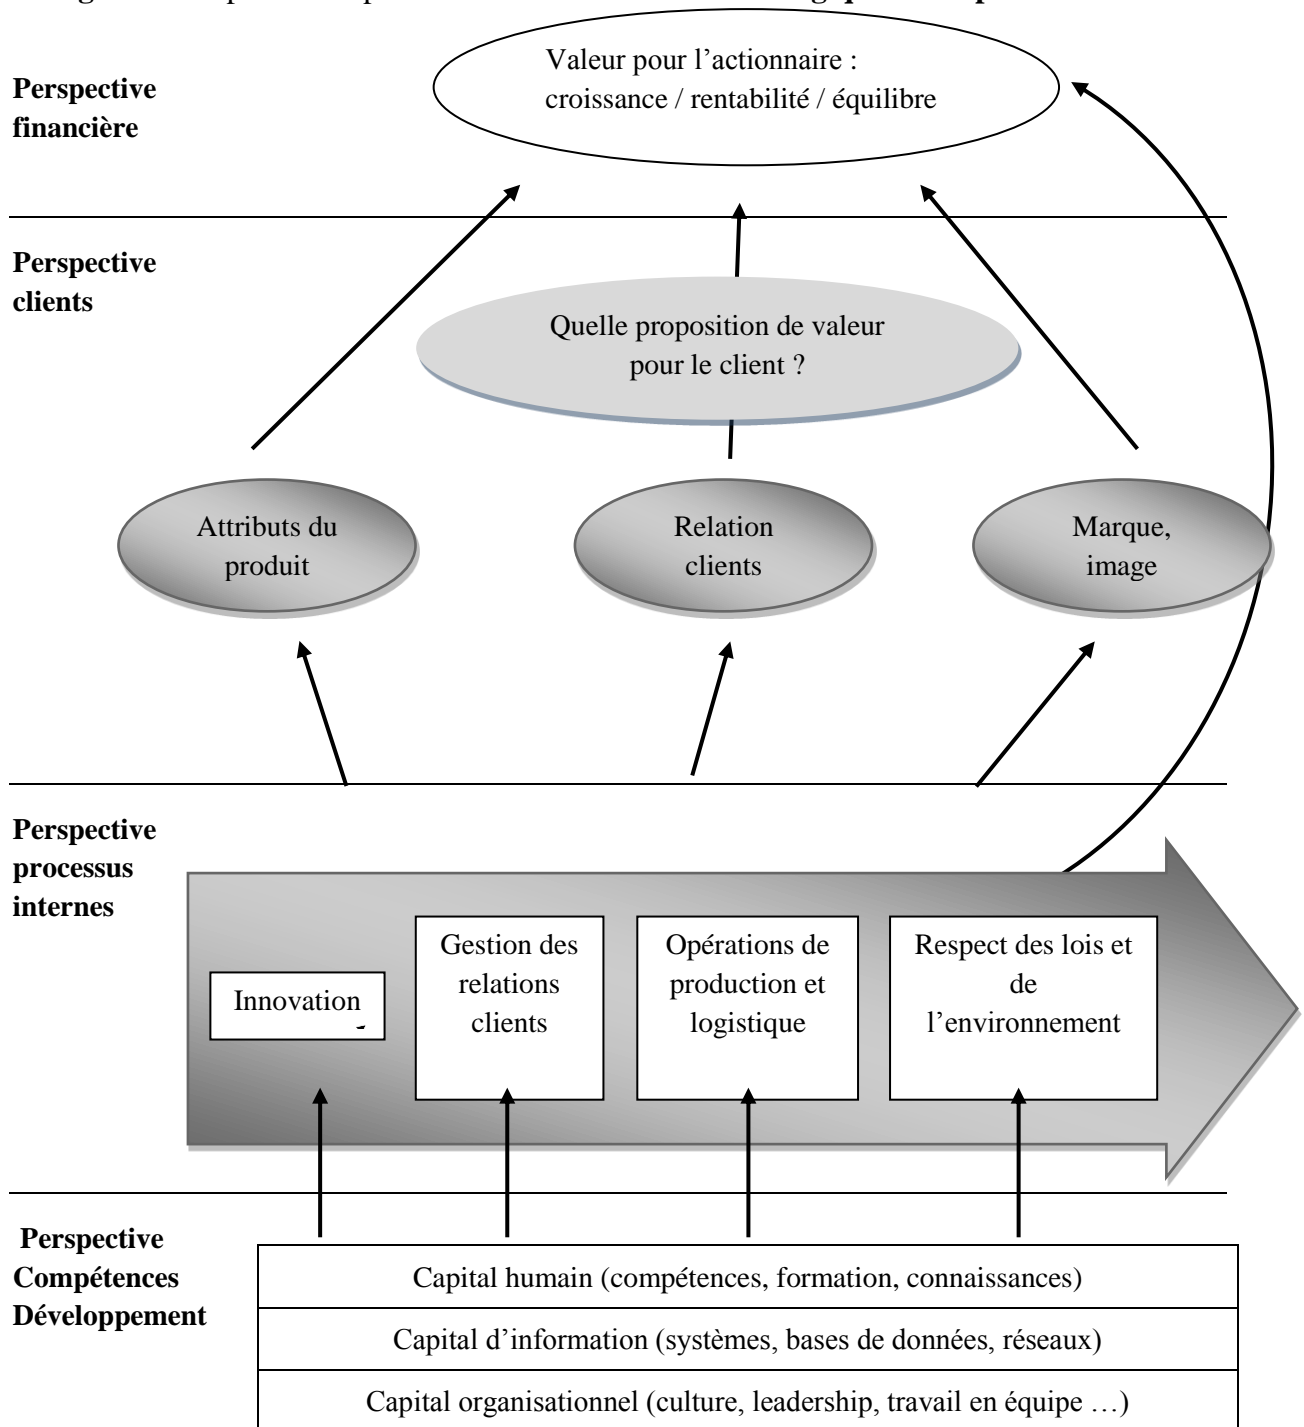 Valeur pour l’actionnaire :
croissance / rentabilité / équilibre
Perspective
financière
Perspective
clients
Quelle proposition de valeur
pour le client ?
Attributs du
produit
Relation
clients
Marque,
image
Perspective
processus
internes
Innovation
Gestion des
relations
clients
Opérations de
production et
logistique
Respect des lois et
de
l’environnement
Perspective
Compétences
Développement
Capital humain (compétences, formation, connaissances)
Capital d’information (systèmes, bases de données, réseaux)
Capital organisationnel (culture, leadership, travail en équipe …)